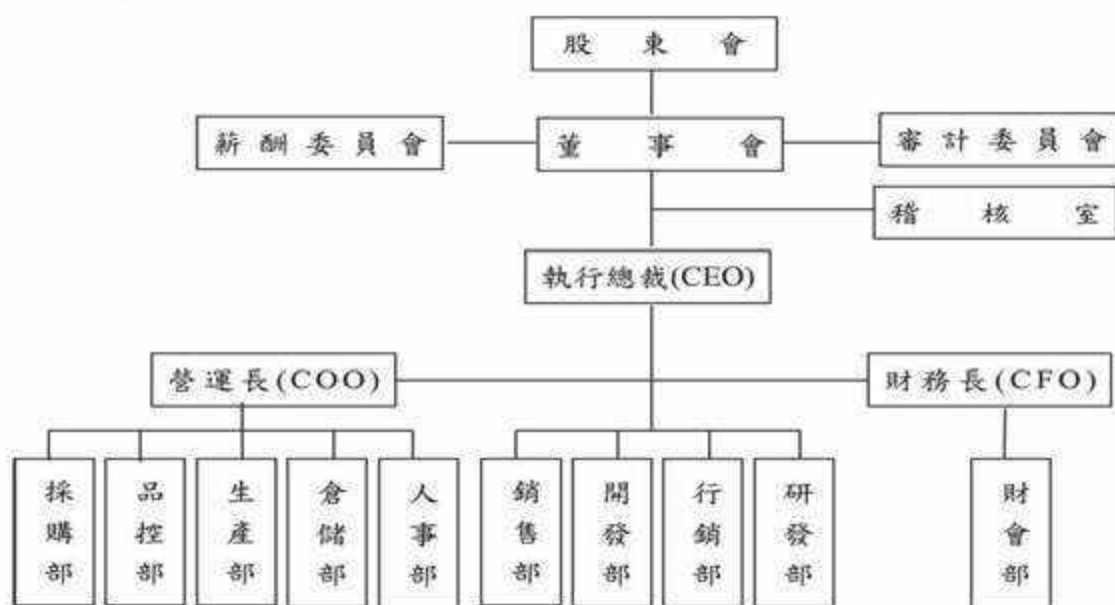 股東會
薪酬委員會
董事會
審計委員會
稽核室
執行總裁(CEO)
營運長(COO)
財務長(CFO)
採購部
品控部
生產部
倉儲部
人事部
銷售部
開發部
行銷部
研發部
財會部